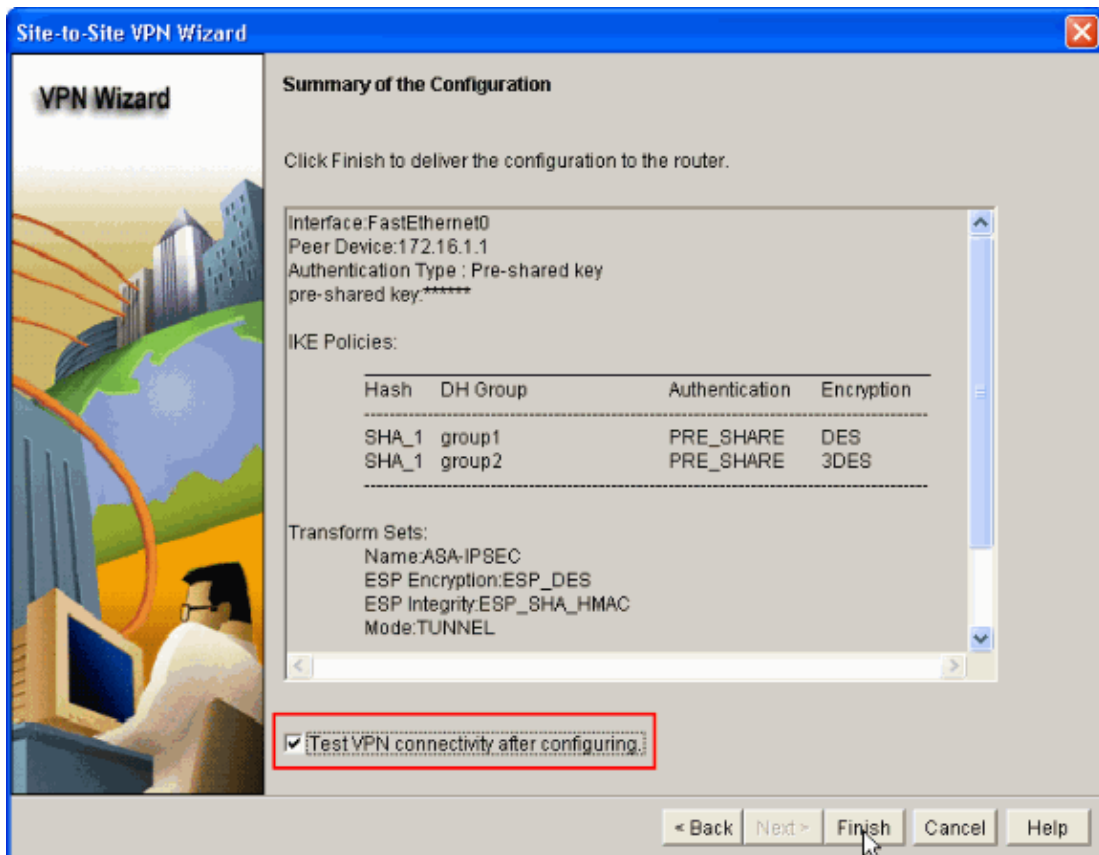 Site-to-Site VPN Wizard
VPN Wizard
Summary of the Configuration
Click Finish to deliver the configuration to the router.
Interface:FastEthernet0
Peer Device:172.16.1.1
Authentication Type : Pre-shared key
pre-shared key:******
IKE Policies:
Hash DH Group Authentication Encryption
SHA_1 group1 PRE_SHARE DES
SHA_1 group2 PRE_SHARE 3DES
Transform Sets:
Name:ASA-IPSEC
ESP Encryption:ESP_DES
ESP Integrity:ESP_SHA_HMAC
Mode:TUNNEL
Test VPN connectivity after configuring.
< Back Next > Finish Cancel Help